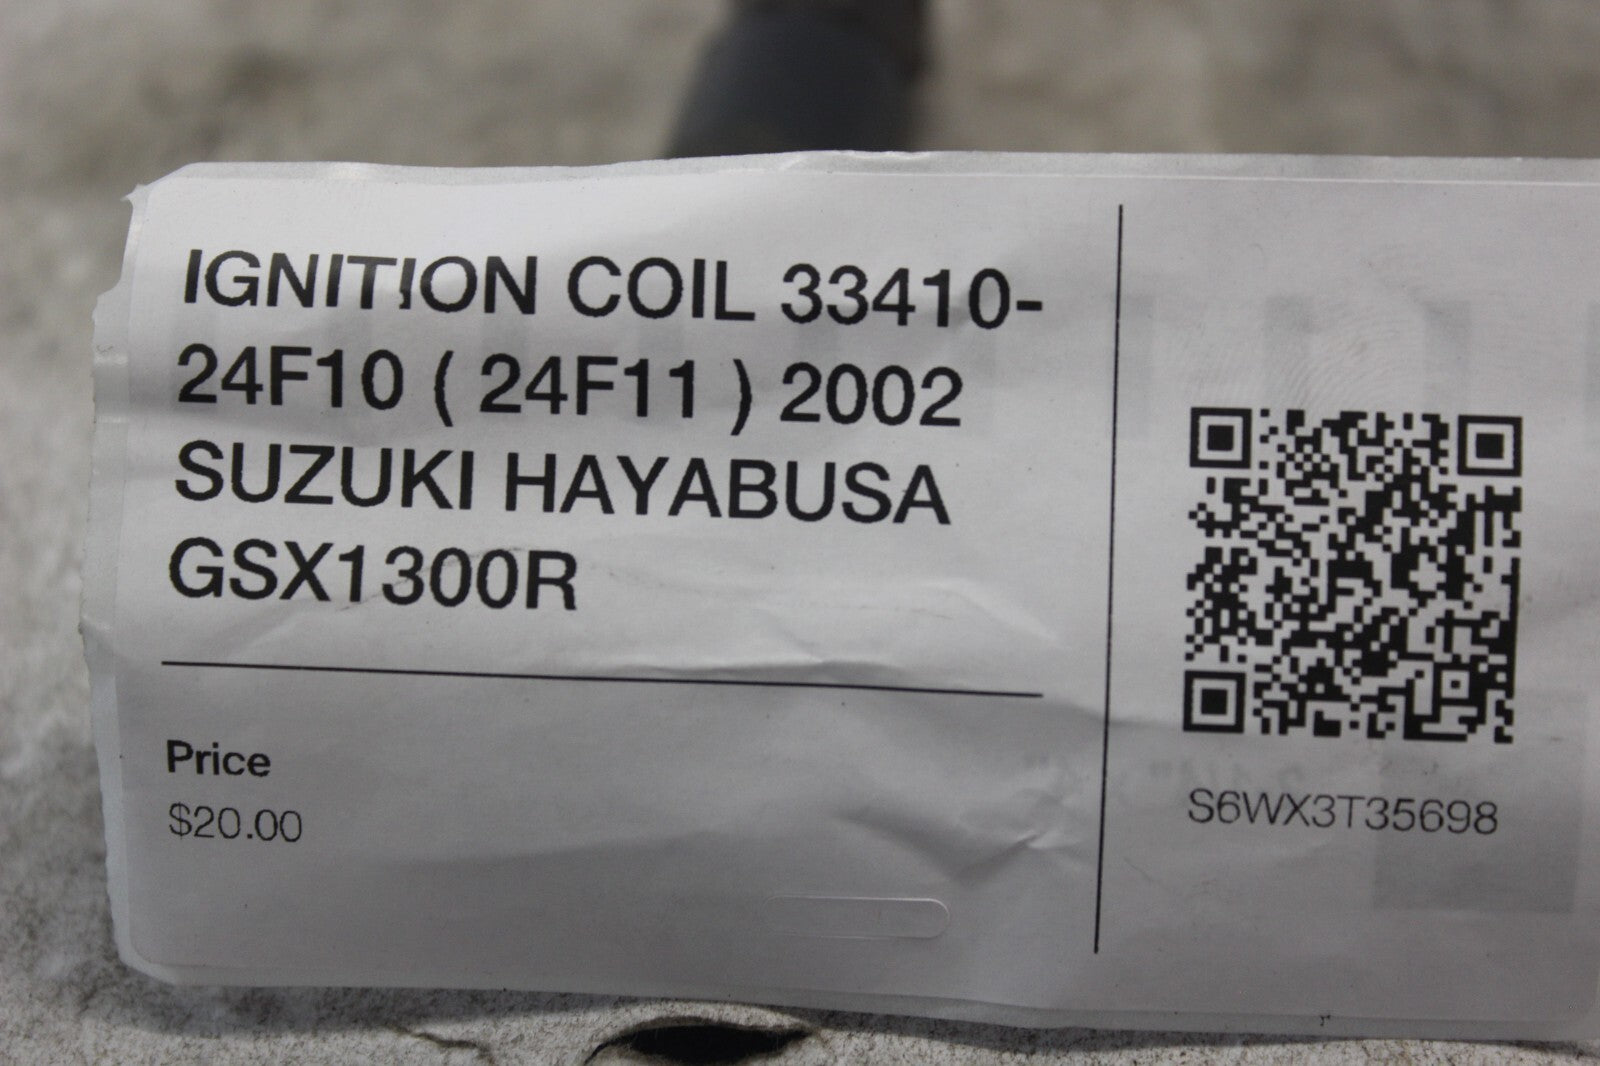 IGNITION COIL 33410-
24F10 ( 24F11 ) 2002
SUZUKI HAYABUSA
GSX1300R
Price
$20.00
S6WX3T35698